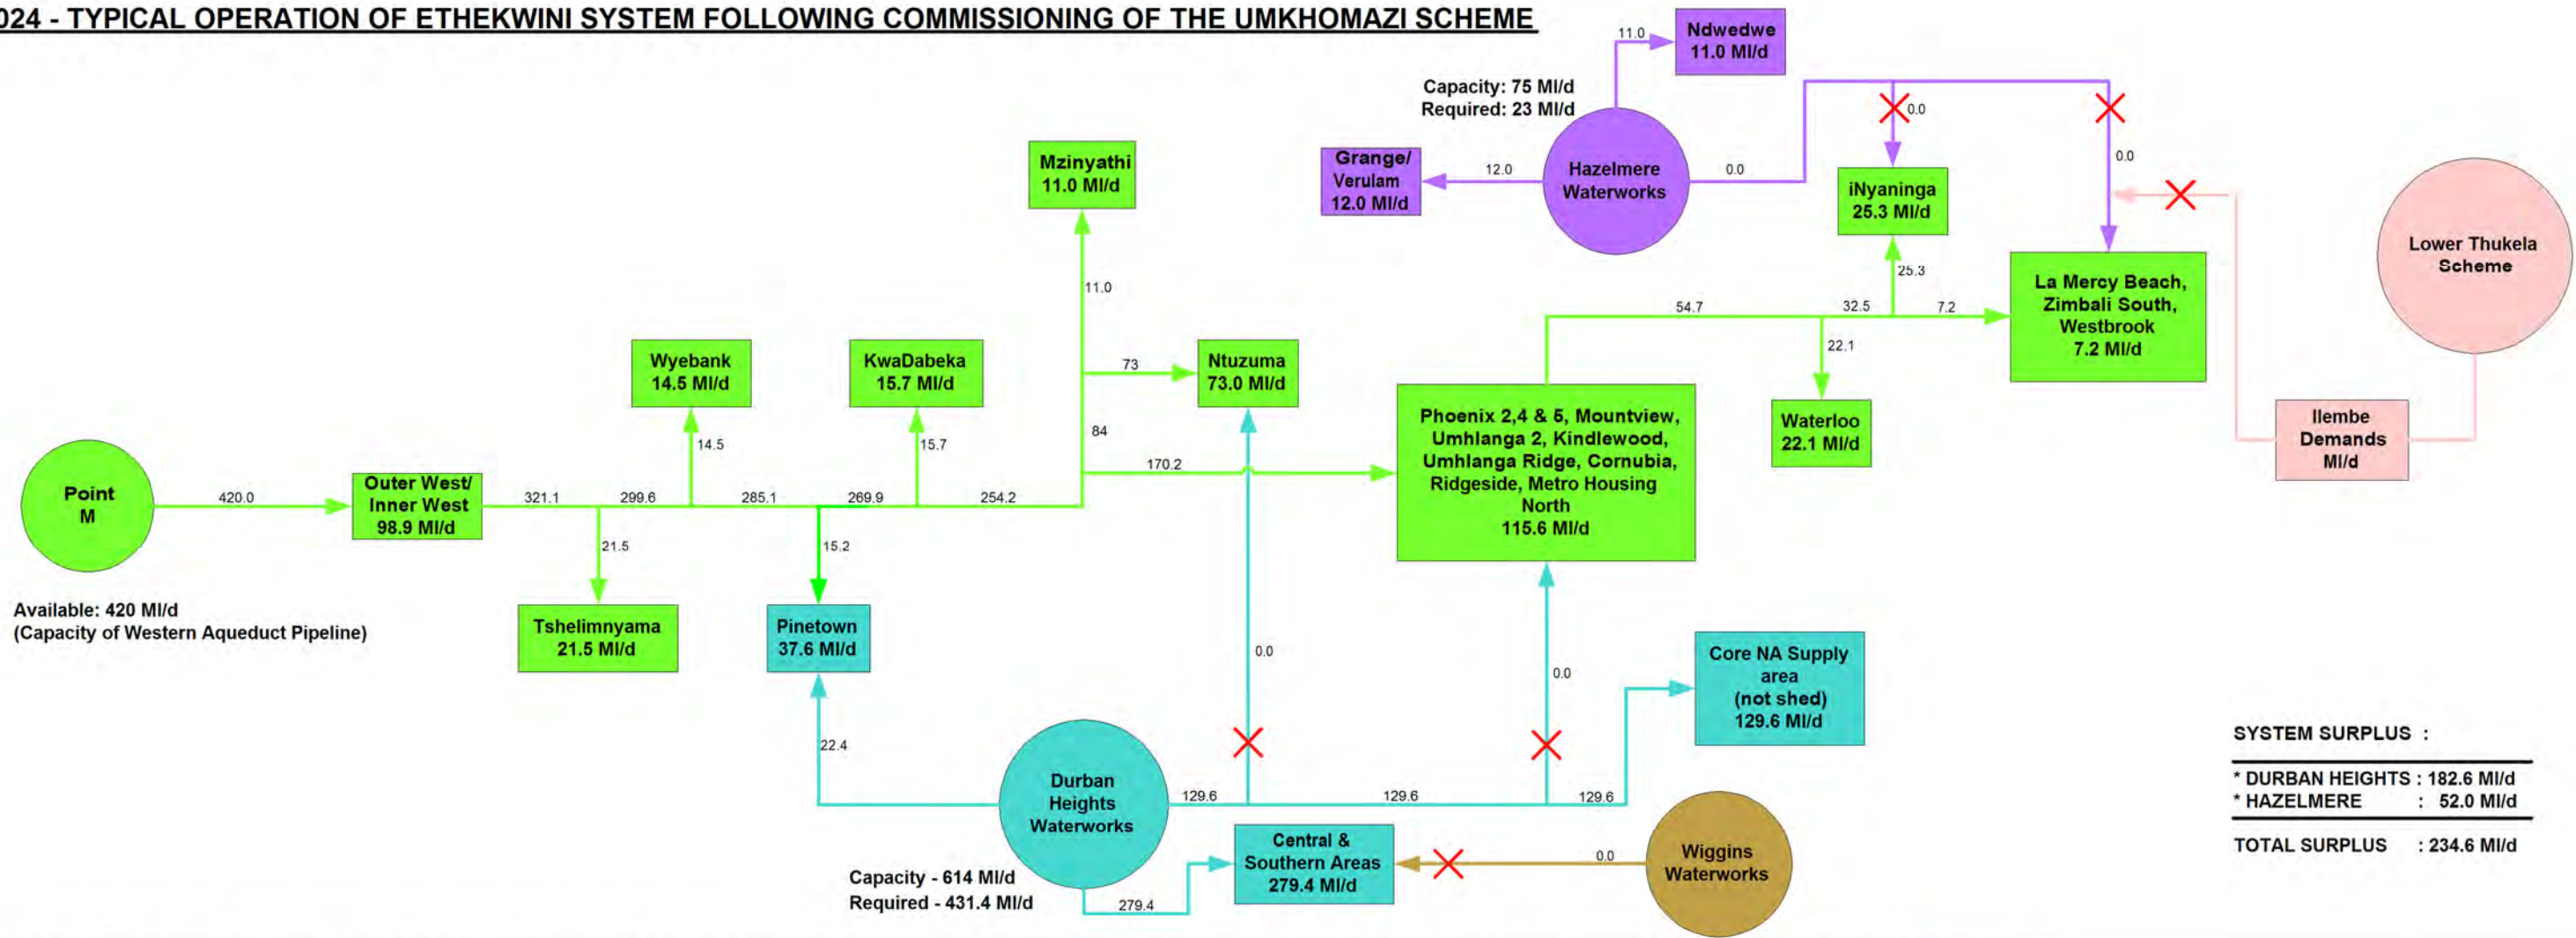 024 - TYPICAL OPERATION OF ETHEKWINI SYSTEM FOLLOWING COMMISSIONING OF THE UMKHOMAZI SCHEME
Ndwedwe
11.0 Ml/d
11.0
Capacity: 75 Ml/d
Required: 23 Ml/d
Hazelmere
Waterworks
Grange/
Verulam
12.0 Ml/d
12.0
0.0
0.0
0.0
iNyaninga
25.3 Ml/d
25.3
Lower Thukela
Scheme
La Mercy Beach,
Zimbali South,
Westbrook
7.2 Ml/d
54.7
32.5
7.2
22.1
Waterloo
22.1 Ml/d
Ilembe
Demands
Ml/d
Mzinyathi
11.0 Ml/d
11.0
Wyebank
14.5 Ml/d
14.5
KwaDabeka
15.7 Ml/d
15.7
73
Ntuzuma
73.0 Ml/d
84
170.2
Phoenix 2,4 & 5, Mountview,
Umhlanga 2, Kindlewood,
Umhlanga Ridge, Cornubia,
Ridgeside, Metro Housing
North
115.6 Ml/d
Point
M
420.0
Outer West/
Inner West
98.9 Ml/d
321.1
299.6
285.1
269.9
254.2
21.5
15.2
Available: 420 Ml/d
(Capacity of Western Aqueduct Pipeline)
Tshelimnyama
21.5 Ml/d
Pinetown
37.6 Ml/d
22.4
0.0
0.0
Core NA Supply
area
(not shed)
129.6 Ml/d
Durban
Heights
Waterworks
129.6
129.6
129.6
Capacity - 614 Ml/d
Required - 431.4 Ml/d
279.4
Central &
Southern Areas
279.4 Ml/d
0.0
Wiggins
Waterworks
SYSTEM SURPLUS :
* DURBAN HEIGHTS : 182.6 Ml/d
* HAZELMERE : 52.0 Ml/d
TOTAL SURPLUS : 234.6 Ml/d